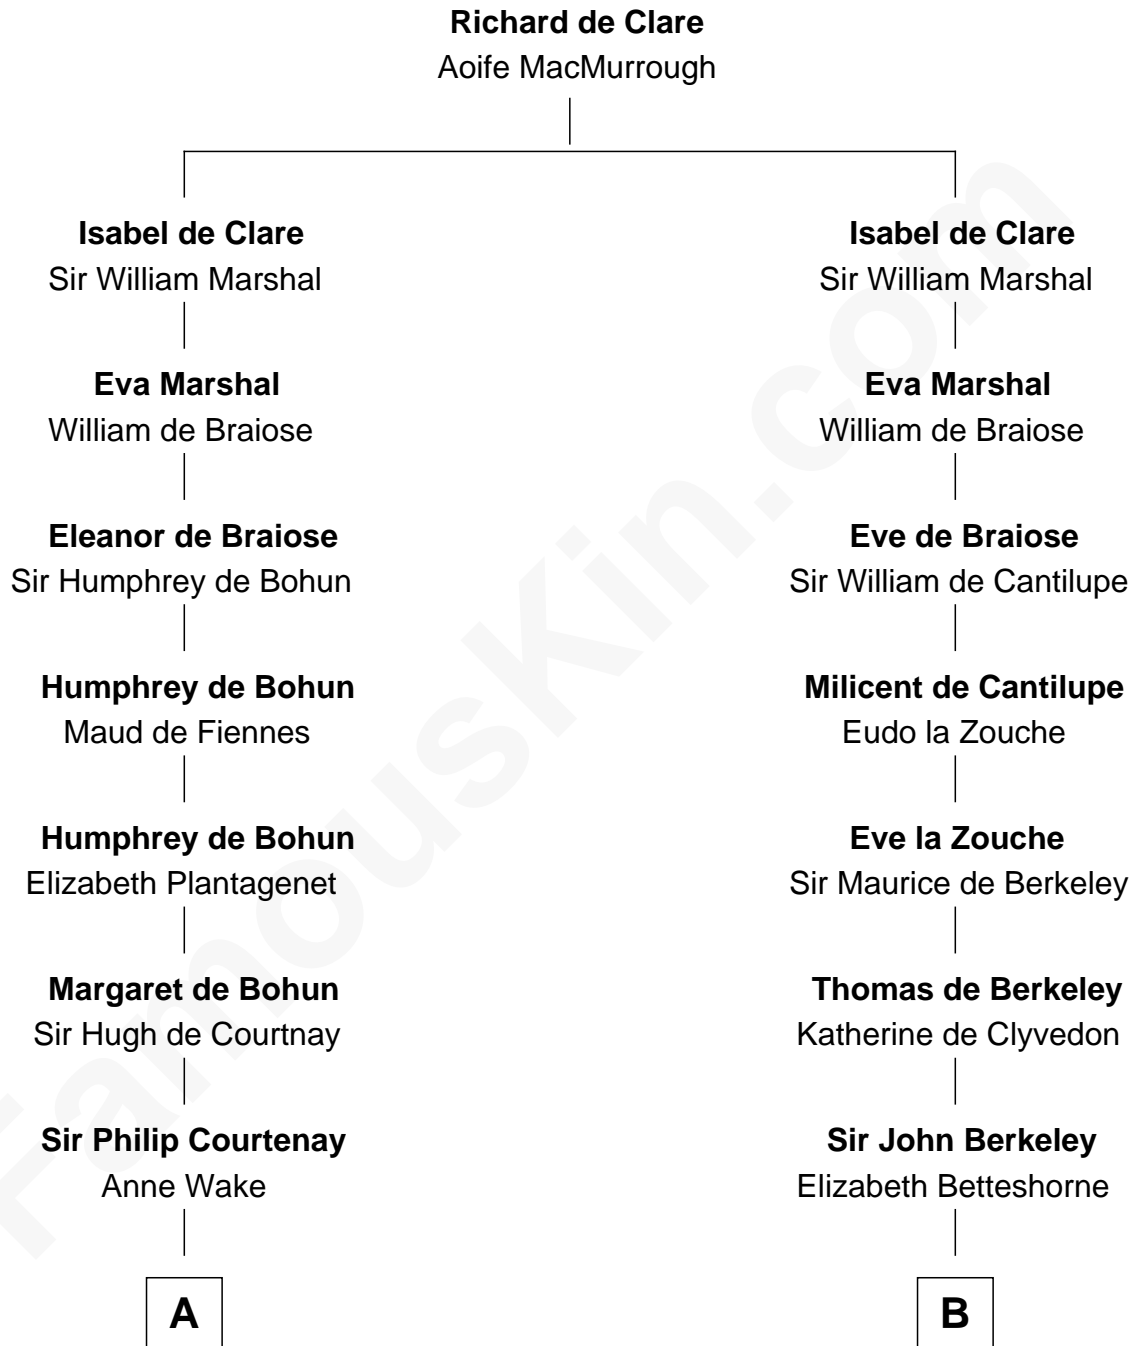 Richard de Clare
Aoife MacMurrough
Isabel de Clare
Sir William Marshal
Eva Marshal
William de Braiose
Eleanor de Braiose
Sir Humphrey de Bohun
Humphrey de Bohun
Maud de Fiennes
Humphrey de Bohun
Elizabeth Plantagenet
Margaret de Bohun
Sir Hugh de Courtnay
Sir Philip Courtenay
Anne Wake
A
Isabel de Clare
Sir William Marshal
Eva Marshal
William de Braiose
Eve de Braiose
Sir William de Cantilupe
Milicent de Cantilupe
Eudo la Zouche
Eve la Zouche
Sir Maurice de Berkeley
Thomas de Berkeley
Katherine de Clyvedon
Sir John Berkeley
Elizabeth Betteshorne
B
FamousKin.com